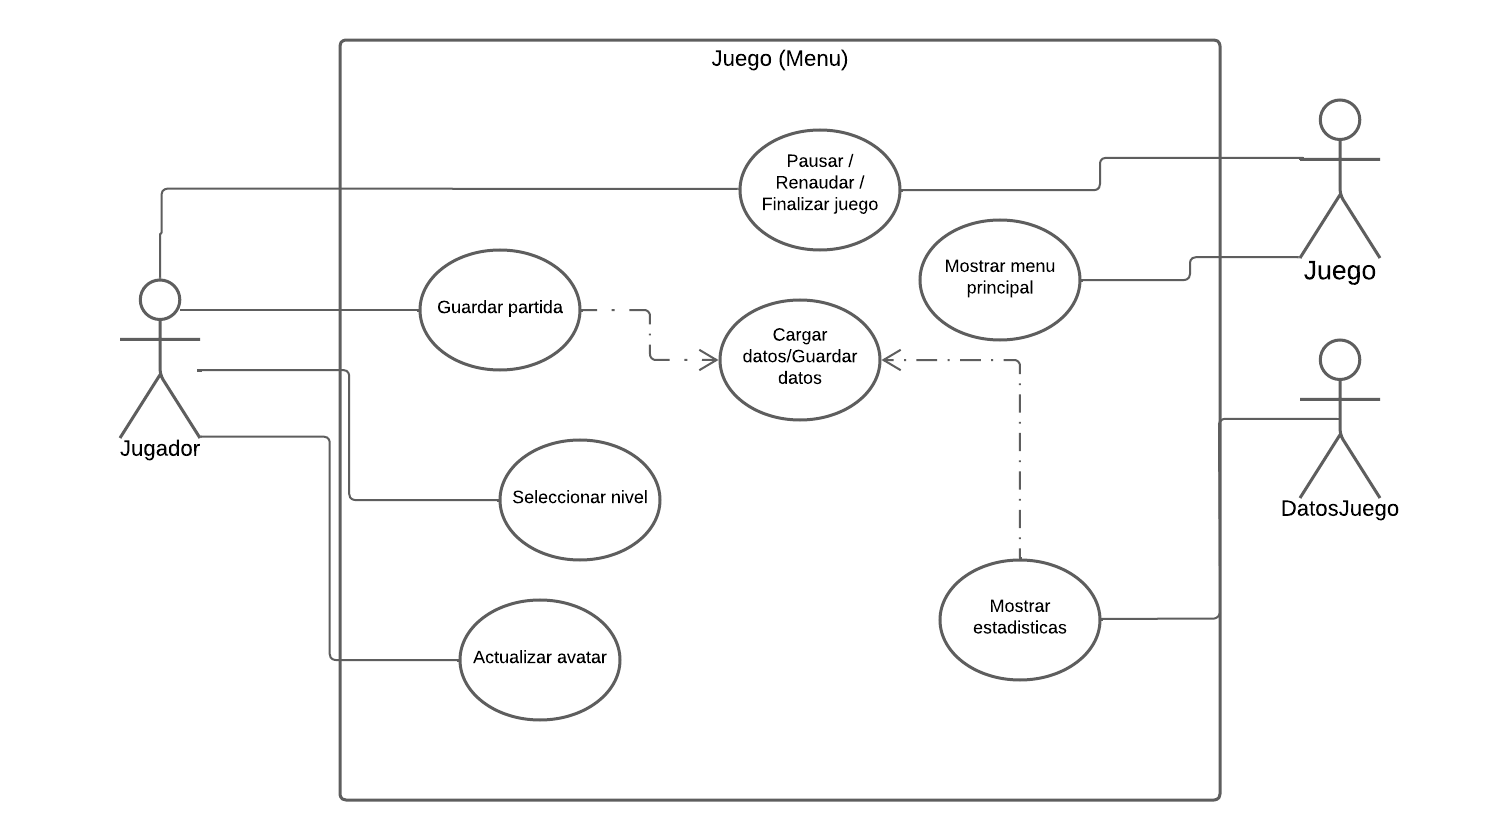 Juego (Menu)
Pausar /
Renaudar /
Finalizar juego
Mostrar menu
principal
Juego
Guardar partida
Cargar
datos/Guardar
datos
Jugador
Seleccionar nivel
DatosJuego
Mostrar
estadisticas
Actualizar avatar